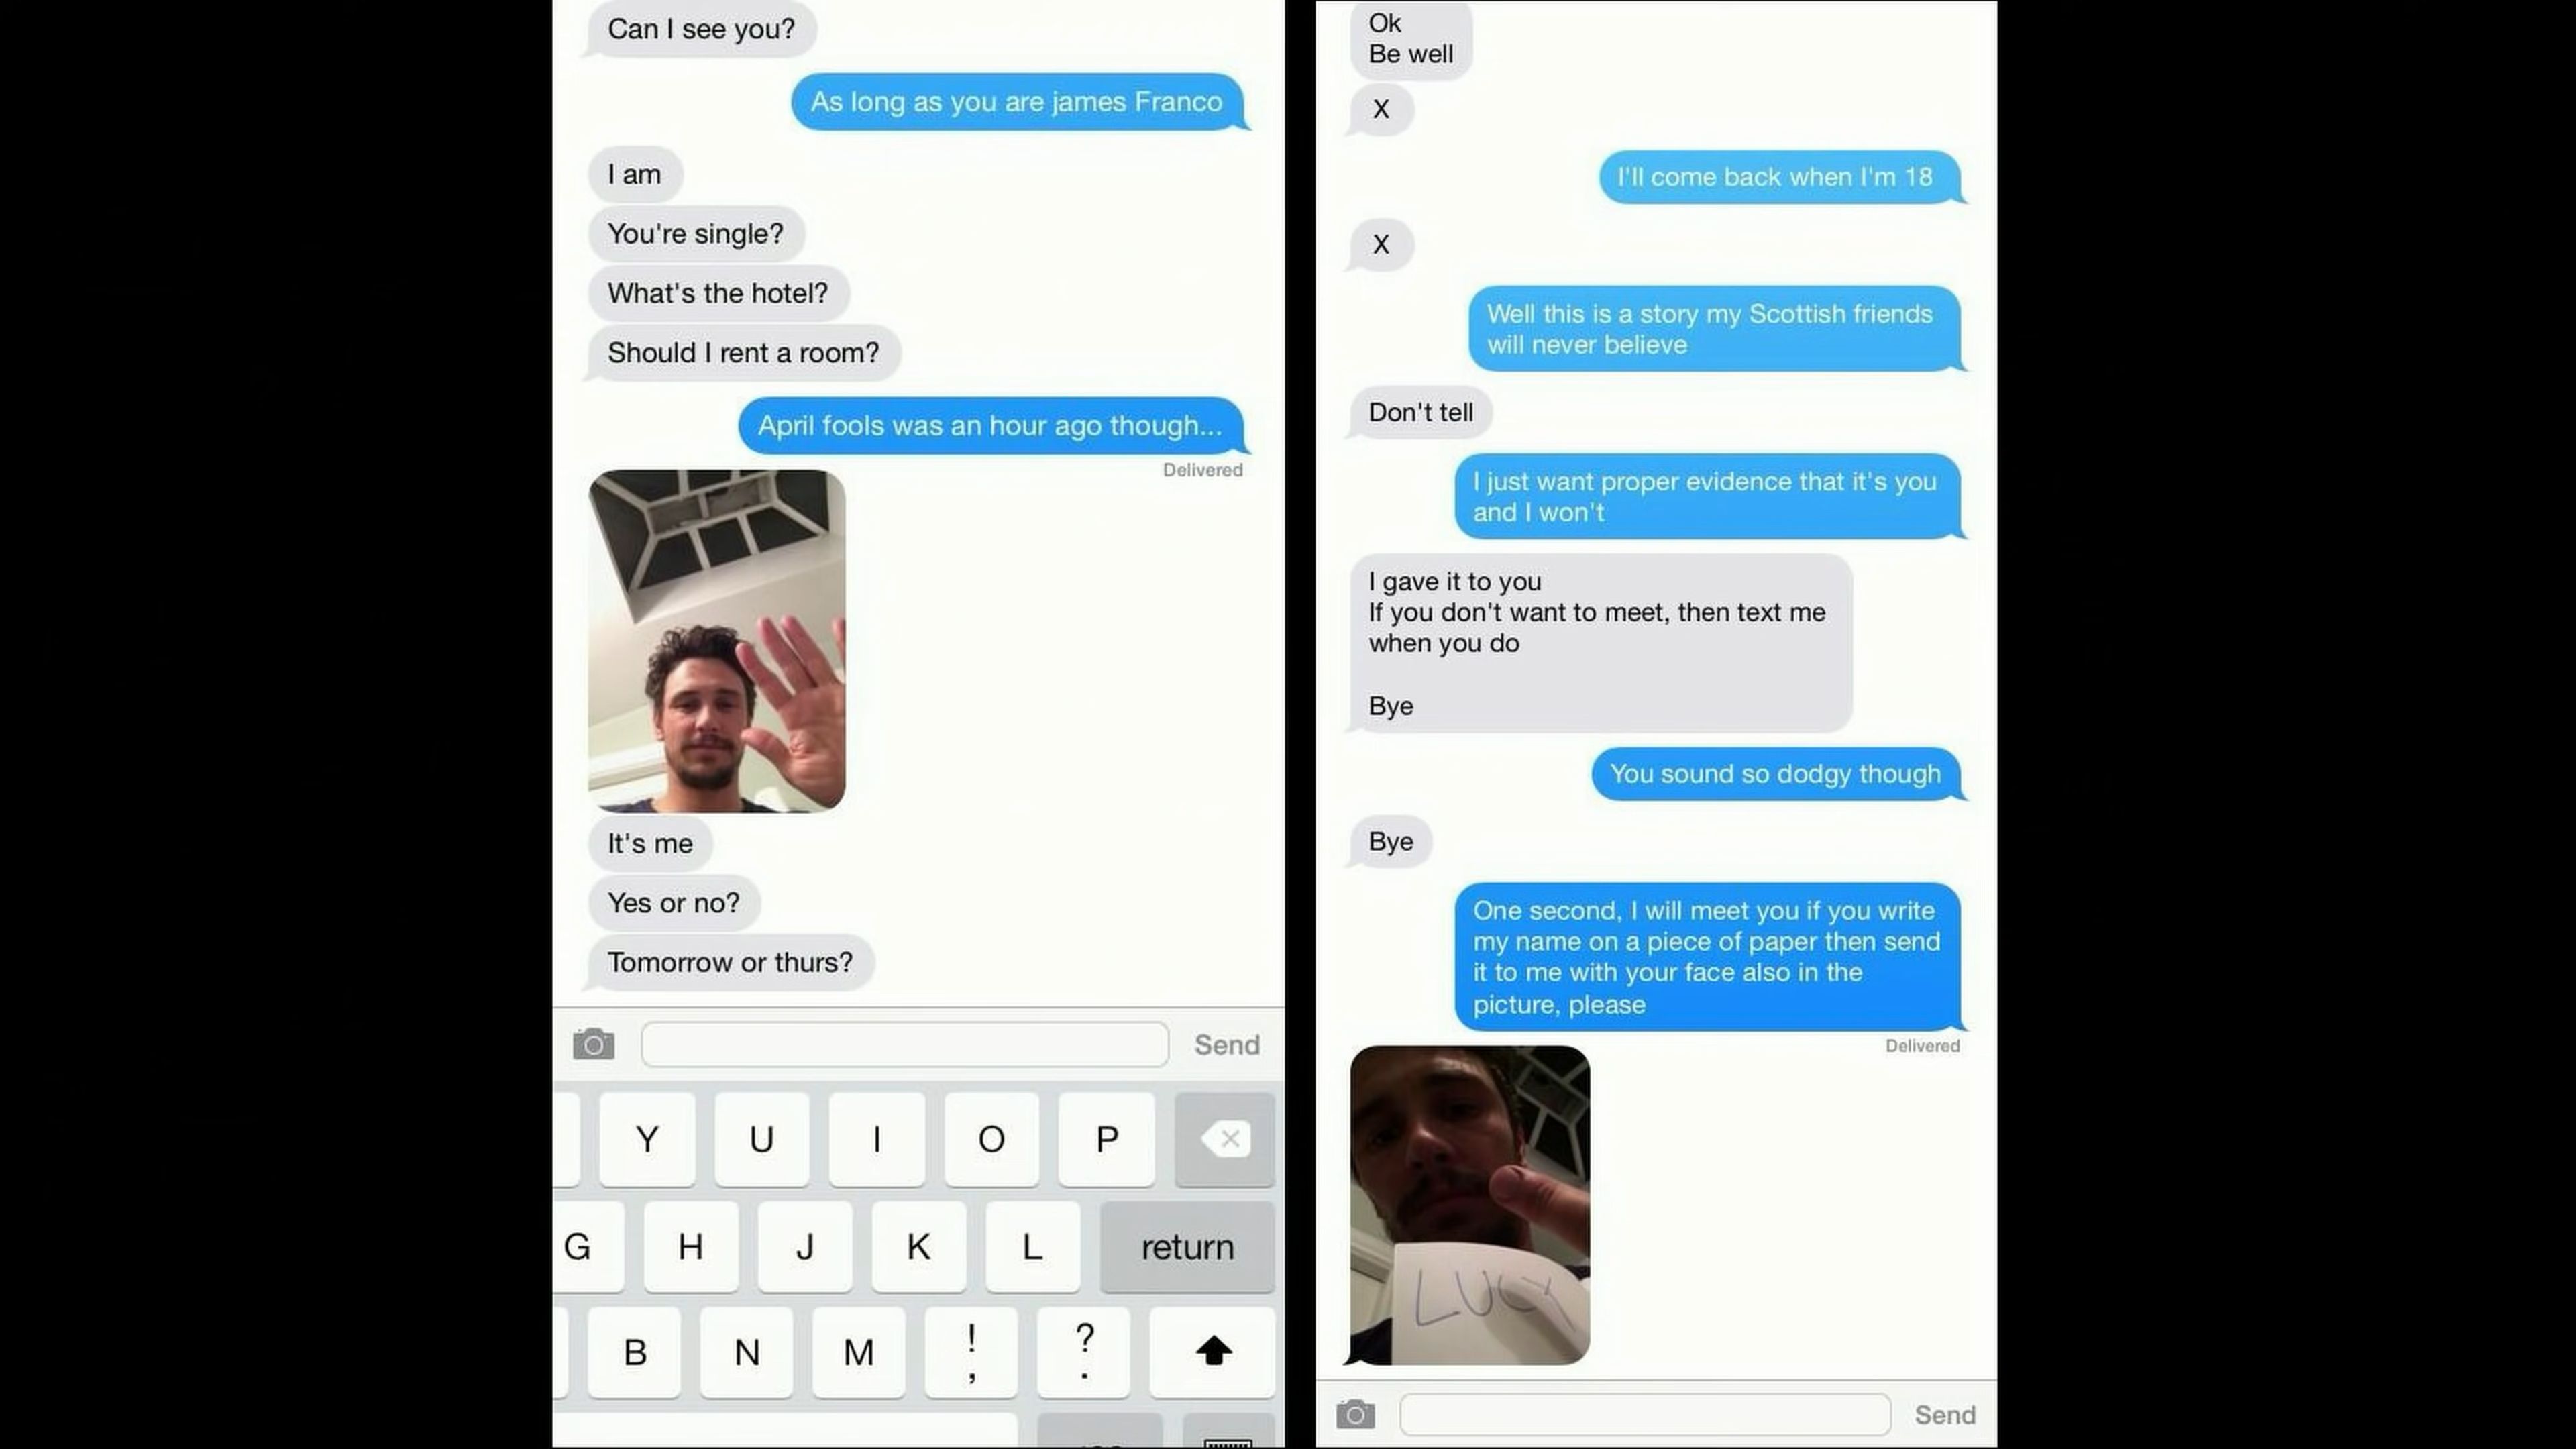 Can I see you?
As long as you are james Franco
I am
You're single?
What's the hotel?
Should I rent a room?
April fools was an hour ago though...
Delivered
It's me
Yes or no?
Tomorrow or thurs?
Send
Y U I O P
G H J K L return
B N M ! , ? .
Ok
Be well
X
I'll come back when I'm 18
X
Well this is a story my Scottish friends
will never believe
Don't tell
I just want proper evidence that it's you
and I won't
I gave it to you
If you don't want to meet, then text me
when you do
Bye
You sound so dodgy though
Bye
One second, I will meet you if you write
my name on a piece of paper then send
it to me with your face also in the
picture, please
Delivered
LUCY
Send